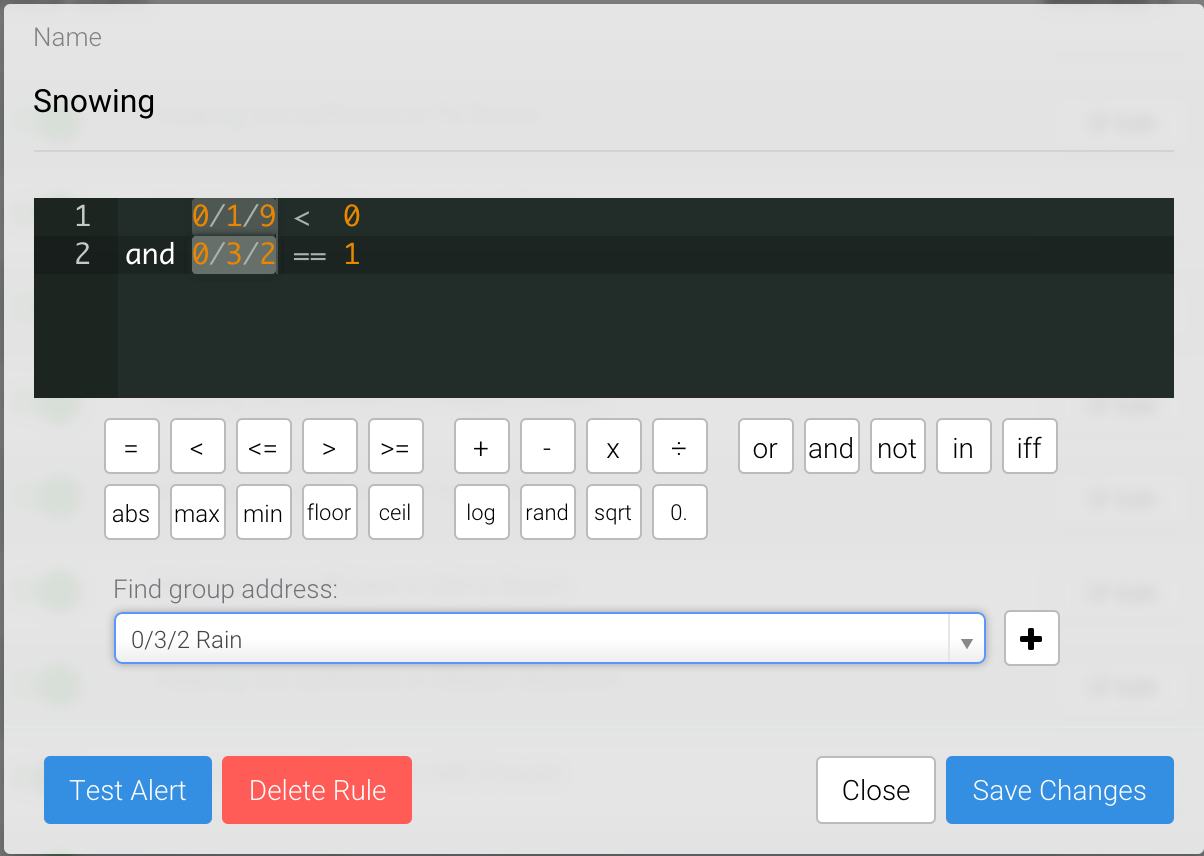 Name
Snowing
1 0/1/9 < 0
2 and 0/3/2 == 1
= < <= > >= + - x ÷ or and not in iff
abs max min floor ceil log rand sqrt 0.
Find group address:
0/3/2 Rain
Test Alert Delete Rule Close Save Changes